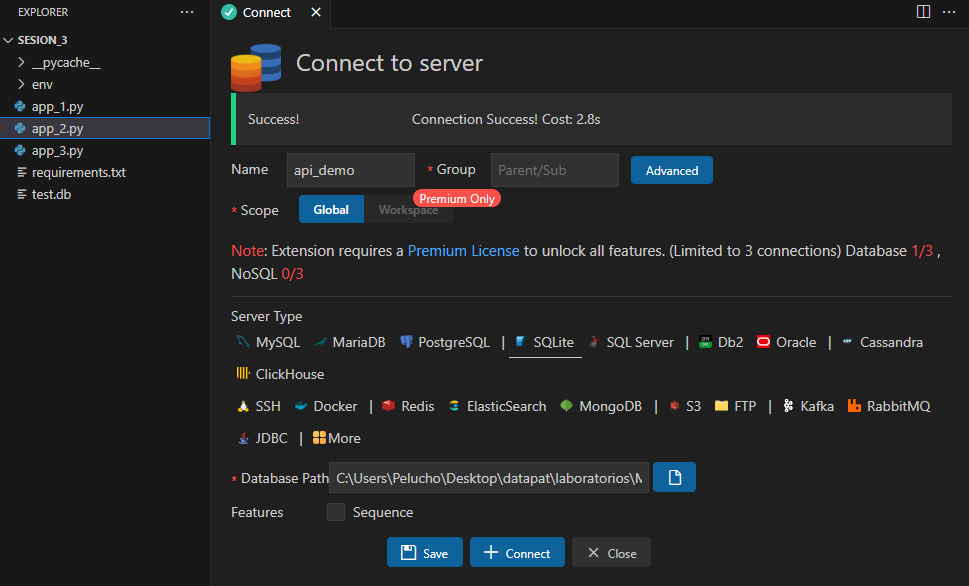 EXPLORER
SESION_3
__pycache__
env
app_1.py
app_2.py
app_3.py
requirements.txt
test.db
Connect
Connect to server
Success! Connection Success! Cost: 2.8s
Name api_demo * Group Parent/Sub Advanced
Premium Only
* Scope Global Workspace
Note: Extension requires a Premium License to unlock all features. (Limited to 3 connections) Database 1/3 ,
NoSQL 0/3
Server Type
MySQL MariaDB PostgreSQL | SQLite SQL Server | Db2 Oracle | Cassandra
ClickHouse
SSH Docker | Redis ElasticSearch MongoDB | S3 FTP | Kafka RabbitMQ
JDBC | More
* Database Path C:\Users\Pelucho\Desktop\datapat\laboratorios\M
Features Sequence
Save Connect Close